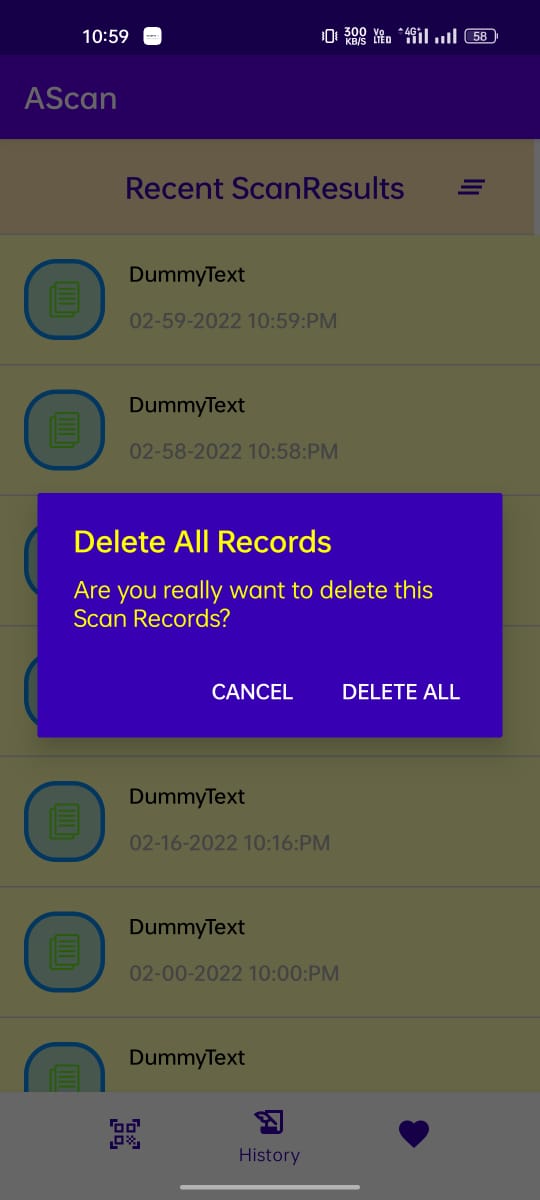 10:59 300 KB/S Vo LTED 4G+ 58
AScan
Recent ScanResults
DummyText
02-59-2022 10:59:PM
DummyText
02-58-2022 10:58:PM
Delete All Records
Are you really want to delete this
Scan Records?
CANCEL DELETE ALL
DummyText
02-16-2022 10:16:PM
DummyText
02-00-2022 10:00:PM
DummyText
History